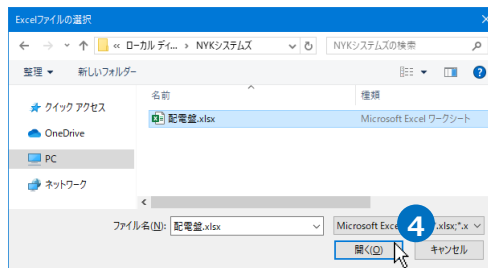 Excelファイルの選択
« ローカル ディ... › NYKシステムズ
NYKシステムズの検索
整理 新しいフォルダー
名前 種類
クイック アクセス
配電盤.xlsx Microsoft Excel ワークシート
OneDrive
PC
ネットワーク
ファイル名(N): 配電盤.xlsx
Microsoft Exce .xlsx;*.x
4
開く(O) キャンセル